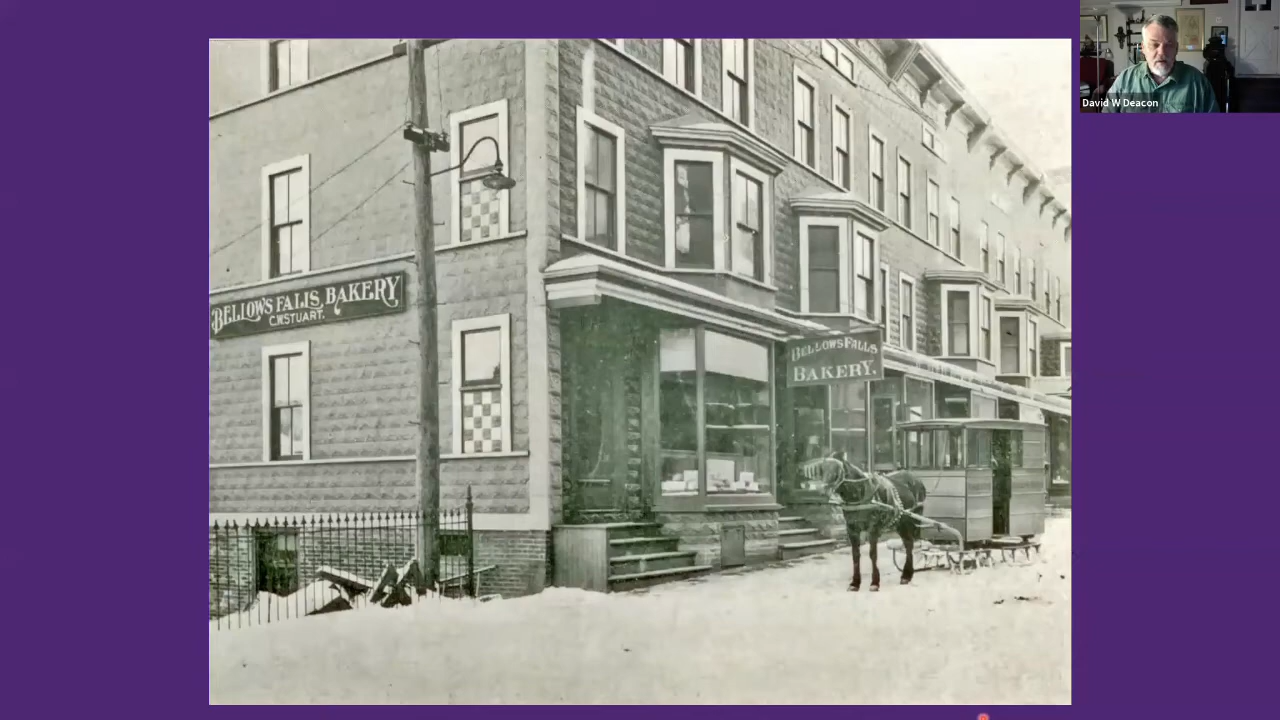 BELLOWS FALLS BAKERY
C.W. STUART.
BELLOWS FALLS
BAKERY.
David W Deacon